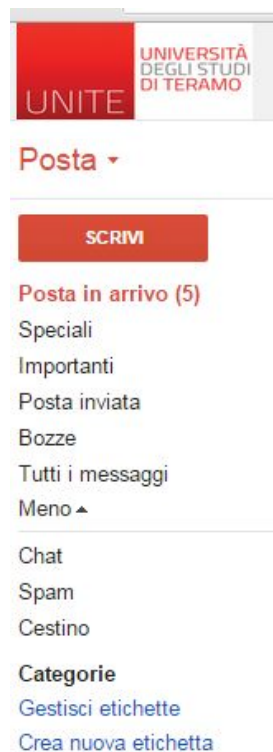 UNITE
UNIVERSITÀ
DEGLI STUDI
DI TERAMO
Posta
SCRIVI
Posta in arrivo (5)
Speciali
Importanti
Posta inviata
Bozze
Tutti i messaggi
Meno
Chat
Spam
Cestino
Categorie
Gestisci etichette
Crea nuova etichetta